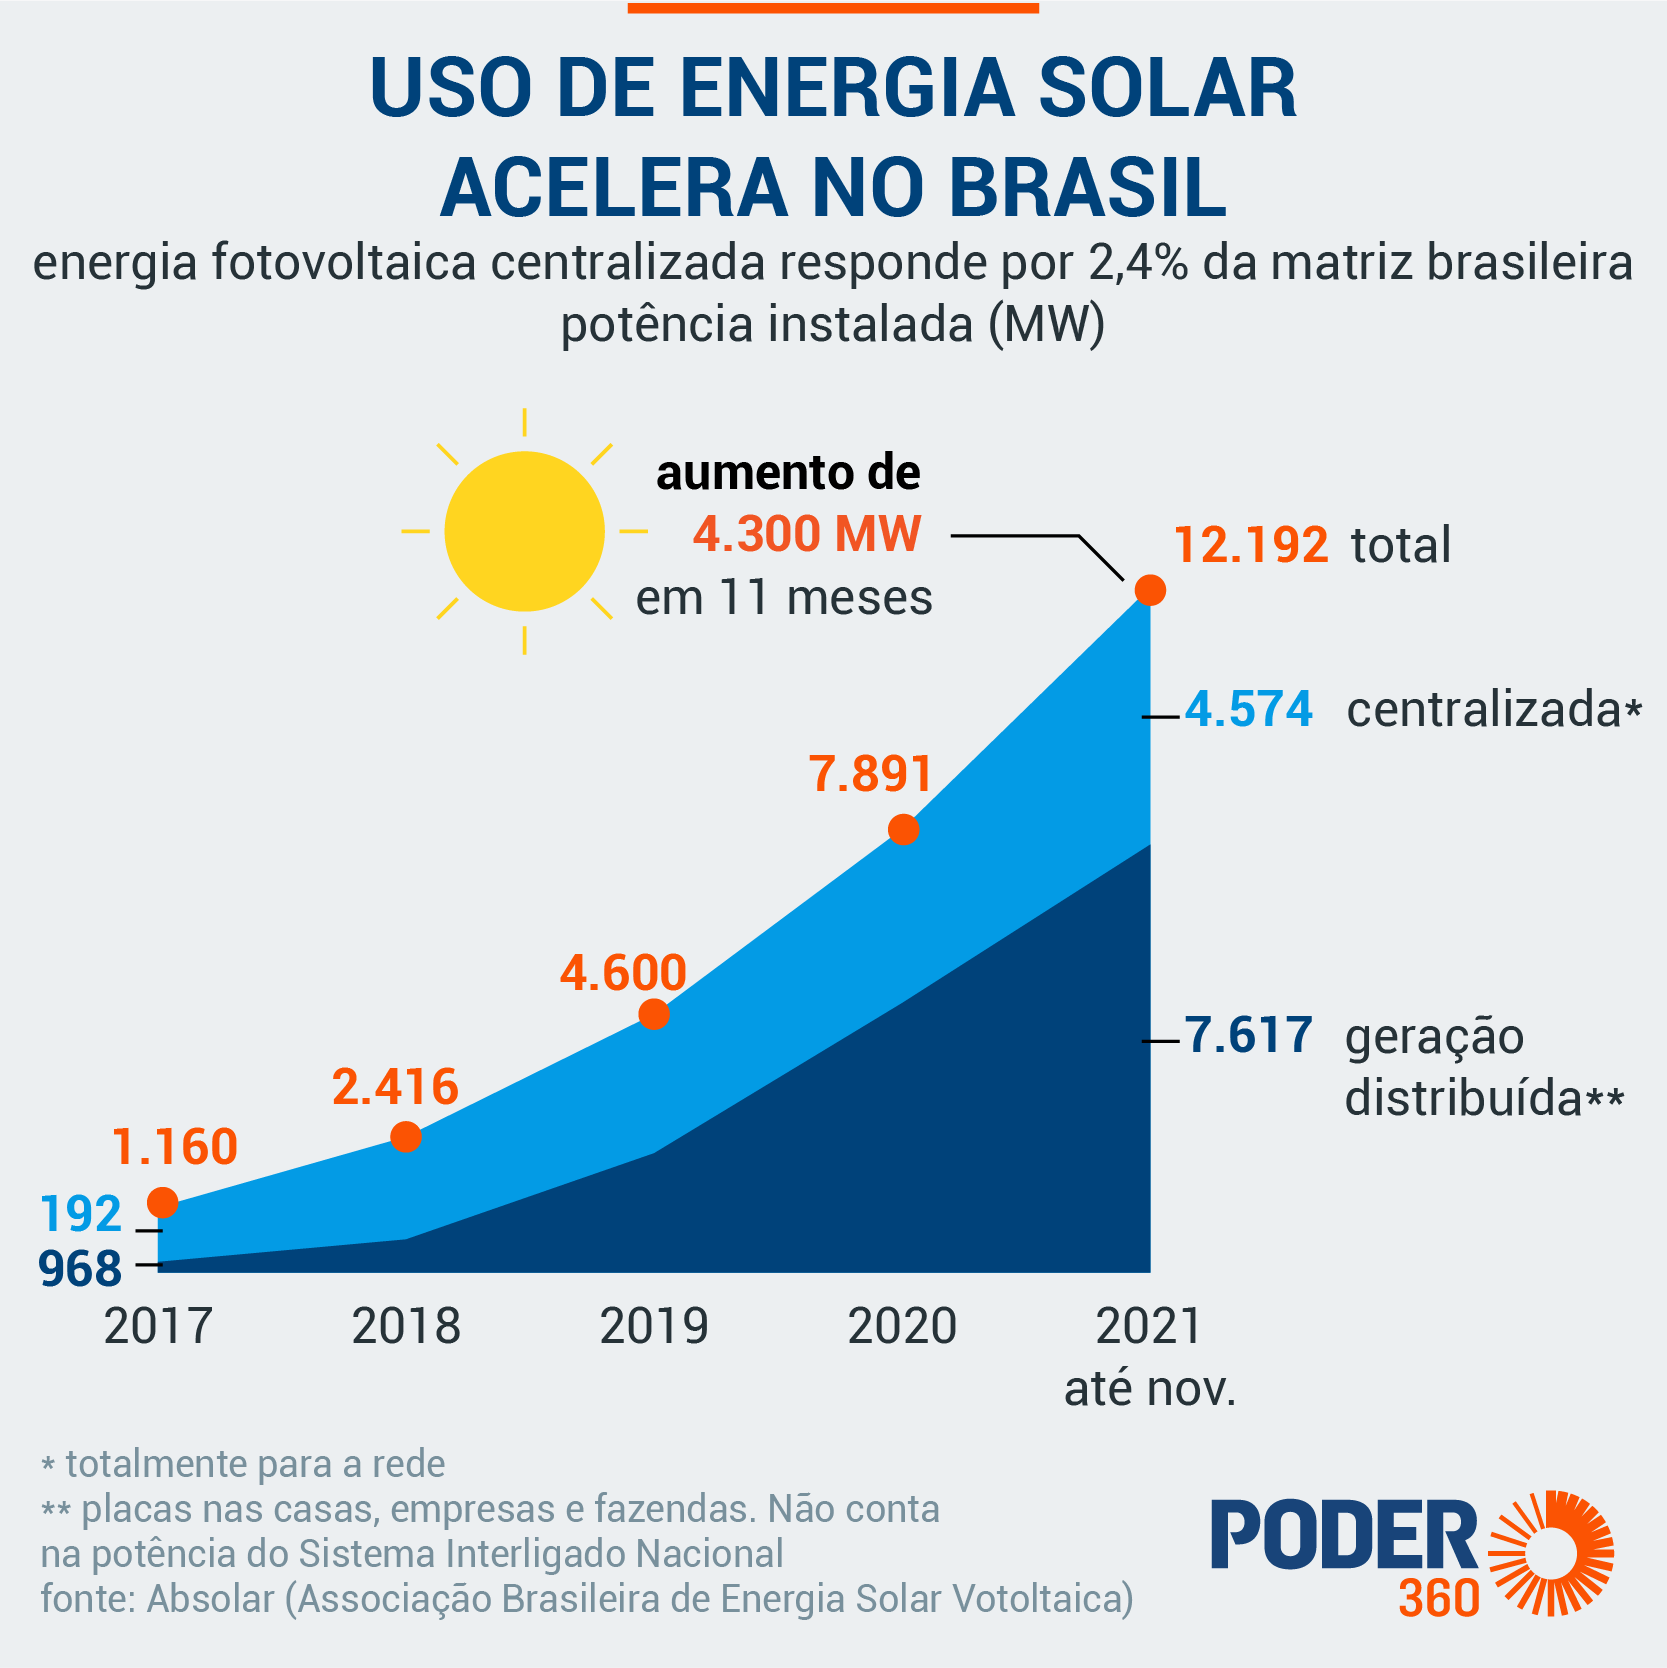 USO DE ENERGIA SOLAR
ACELERA NO BRASIL
energia fotovoltaica centralizada responde por 2,4% da matriz brasileira
potência instalada (MW)
aumento de
4.300 MW
em 11 meses
12.192 total
4.574 centralizada*
7.891
4.600
7.617 geração
distribuída**
2.416
1.160
192
968
2017 2018 2019 2020 2021
até nov.
* totalmente para a rede
** placas nas casas, empresas e fazendas. Não conta
na potência do Sistema Interligado Nacional
fonte: Absolar (Associação Brasileira de Energia Solar Votoltaica)
PODER
360